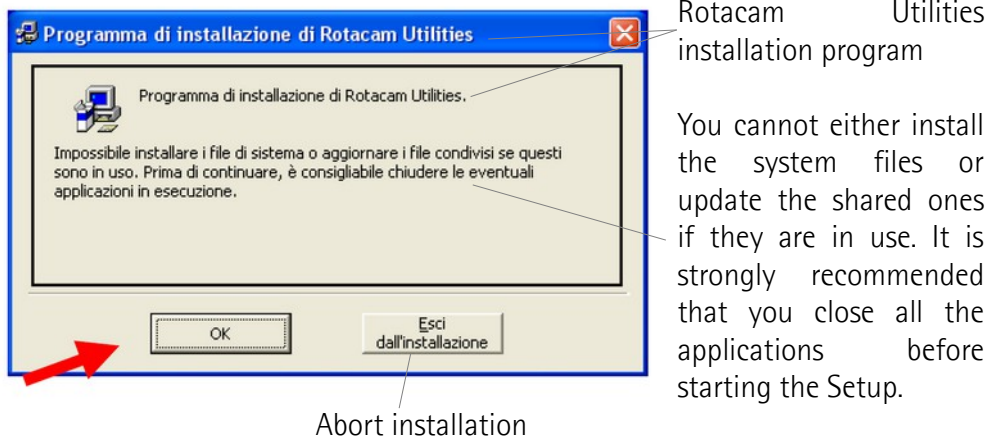 Programma di installazione di Rotacam Utilities
Programma di installazione di Rotacam Utilities.
Impossibile installare i file di sistema o aggiornare i file condivisi se questi
sono in uso. Prima di continuare, è consigliabile chiudere le eventuali
applicazioni in esecuzione.
OK
Esci
dall'installazione
Abort installation
Rotacam Utilities
installation program
You cannot either install
the system files or
update the shared ones
if they are in use. It is
strongly recommended
that you close all the
applications before
starting the Setup.